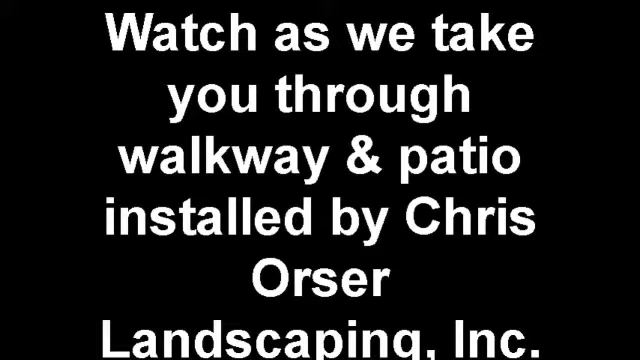 Watch as we take
you through
walkway & patio
installed by Chris
Orser
Landscaping, Inc.